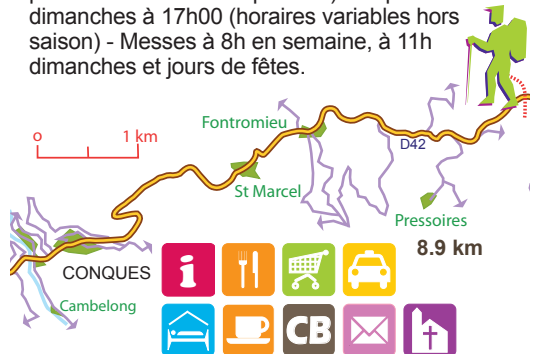 dimanches à 17h00 (horaires variables hors
saison) - Messes à 8h en semaine, à 11h
dimanches et jours de fêtes.
0 1 km
Fontromieu
D42
St Marcel
Pressoires
8.9 km
CONQUES
Cambelong
i
CB